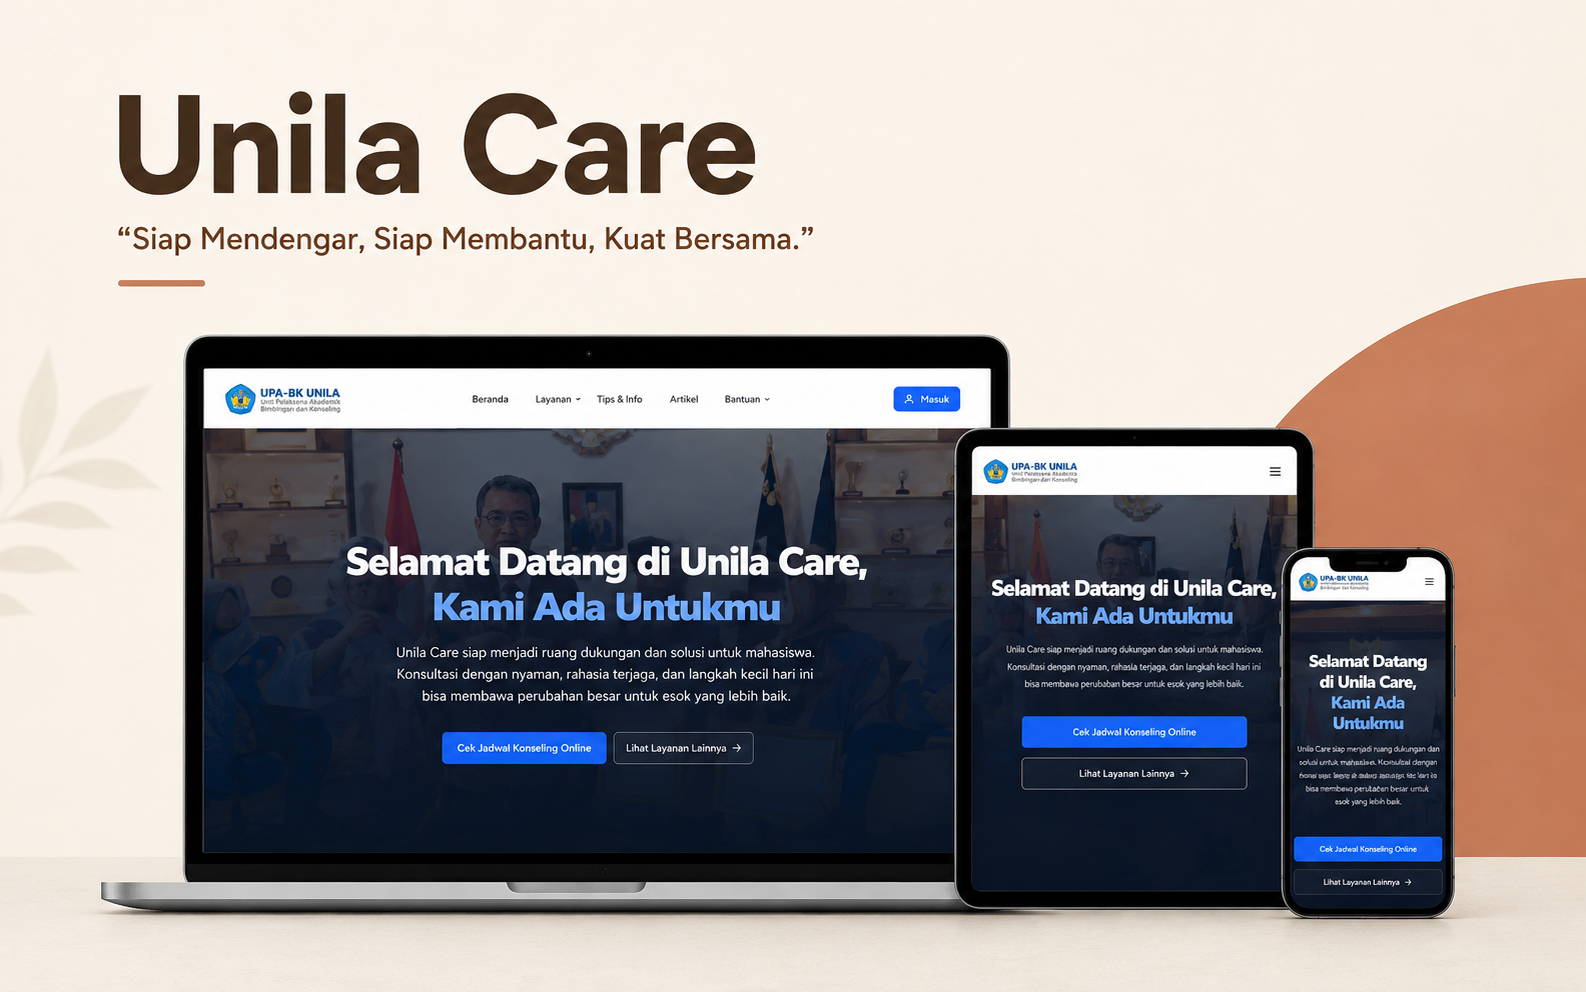 Unila Care
“Siap Mendengar, Siap Membantu, Kuat Bersama.”
UPA-BK UNILA
Unit Pelaksana Akademik
Bimbingan dan Konseling
Beranda
Layanan
Tips & Info
Artikel
Bantuan
Masuk
Selamat Datang di Unila Care,
Kami Ada Untukmu
Unila Care siap menjadi ruang dukungan dan solusi untuk mahasiswa.
Konsultasi dengan nyaman, rahasia terjaga, dan langkah kecil hari ini
bisa membawa perubahan besar untuk esok yang lebih baik.
Cek Jadwal Konseling Online
Lihat Layanan Lainnya →
UPA-BK UNILA
Bimbingan dan Konseling
Selamat Datang di Unila Care,
Kami Ada Untukmu
Unila Care siap menjadi ruang dukungan dan solusi untuk mahasiswa.
Konsultasi dengan nyaman, rahasia terjaga, dan langkah kecil hari ini
bisa membawa perubahan besar untuk esok yang lebih baik.
Cek Jadwal Konseling Online
Lihat Layanan Lainnya →
UPA-BK UNILA
Selamat Datang
di Unila Care,
Kami Ada
Untukmu
Unila Care siap menjadi ruang dukungan dan
solusi untuk mahasiswa. Konsultasi dengan
bisa membawa perubahan besar untuk
esok yang lebih baik.
Cek Jadwal Konseling Online
Lihat Layanan Lainnya →